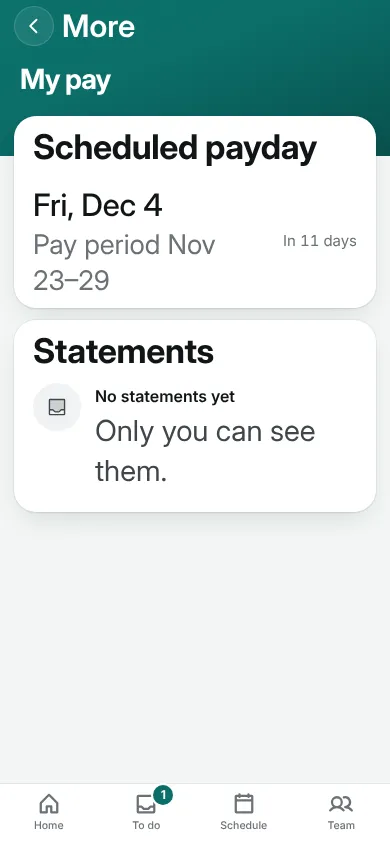 More
My pay
Scheduled payday
Fri, Dec 4
Pay period Nov
23–29
In 11 days
Statements
No statements yet
Only you can see
them.
1
Home
To do
Schedule
Team